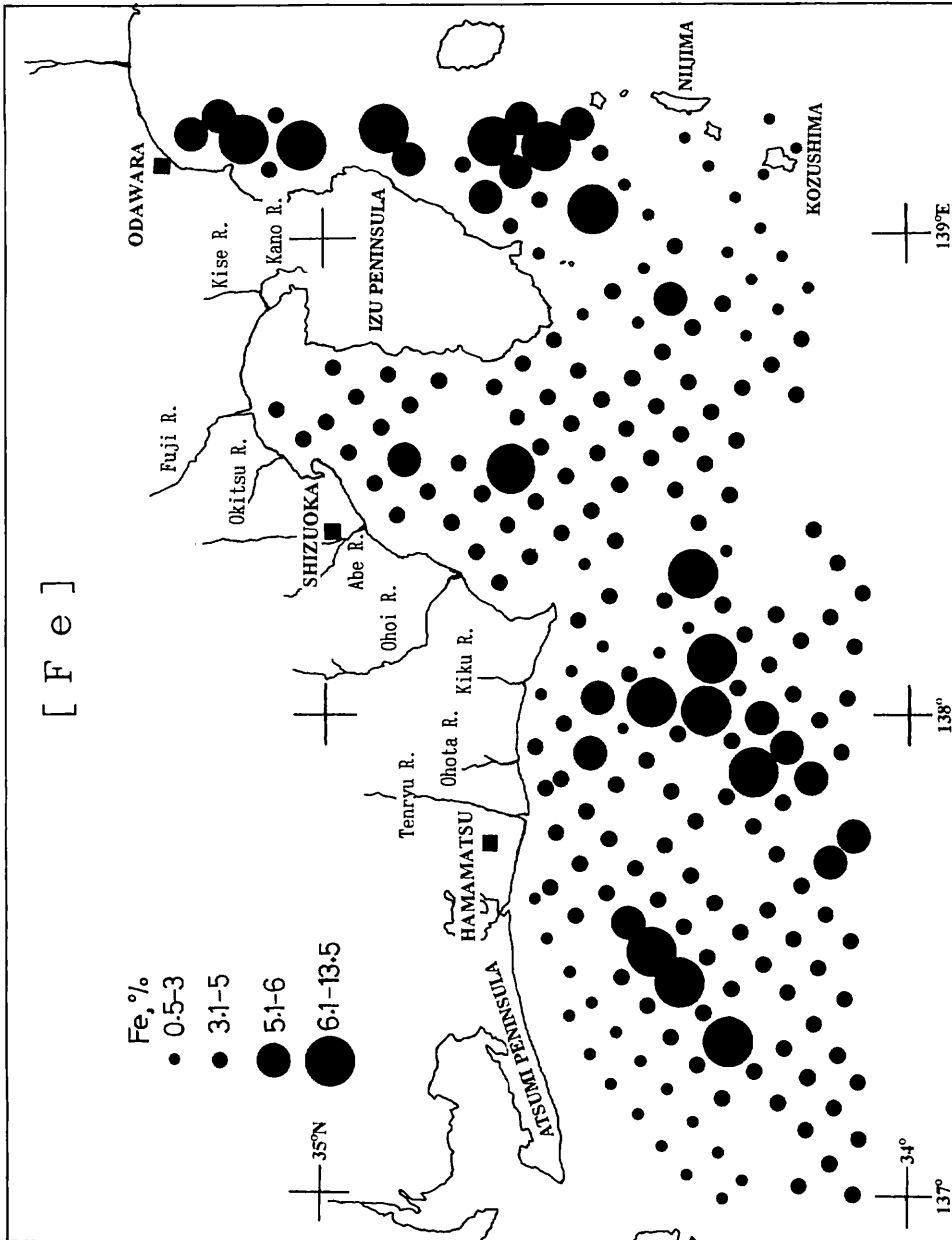 [ F e ]
Fe,%
0.5-3
3.1-5
5.1-6
6.1-13.5
ODAWARA
Kise R.
Kano R.
Fuji R.
Okitsu R.
SHIZUOKA
Abe R.
Ohoi R.
Kiku R.
Ohota R.
Tenryu R.
HAMAMATSU
ATSUMI PENINSULA
IZU PENINSULA
NIIJIMA
KOZUSHIMA
35°N
34°
137°
138°
139°E